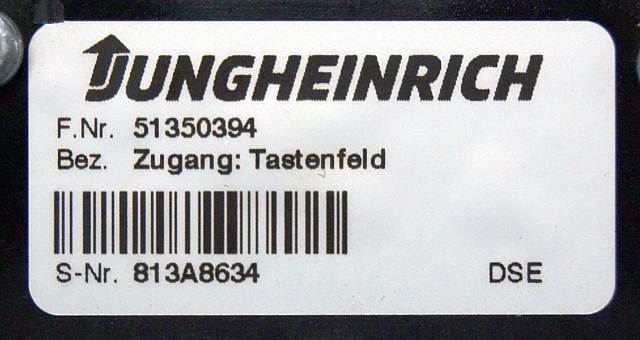 JUNGHEINRICH
F.Nr. 51350394
Bez. Zugang: Tastenfeld
S-Nr. 813A8634 DSE